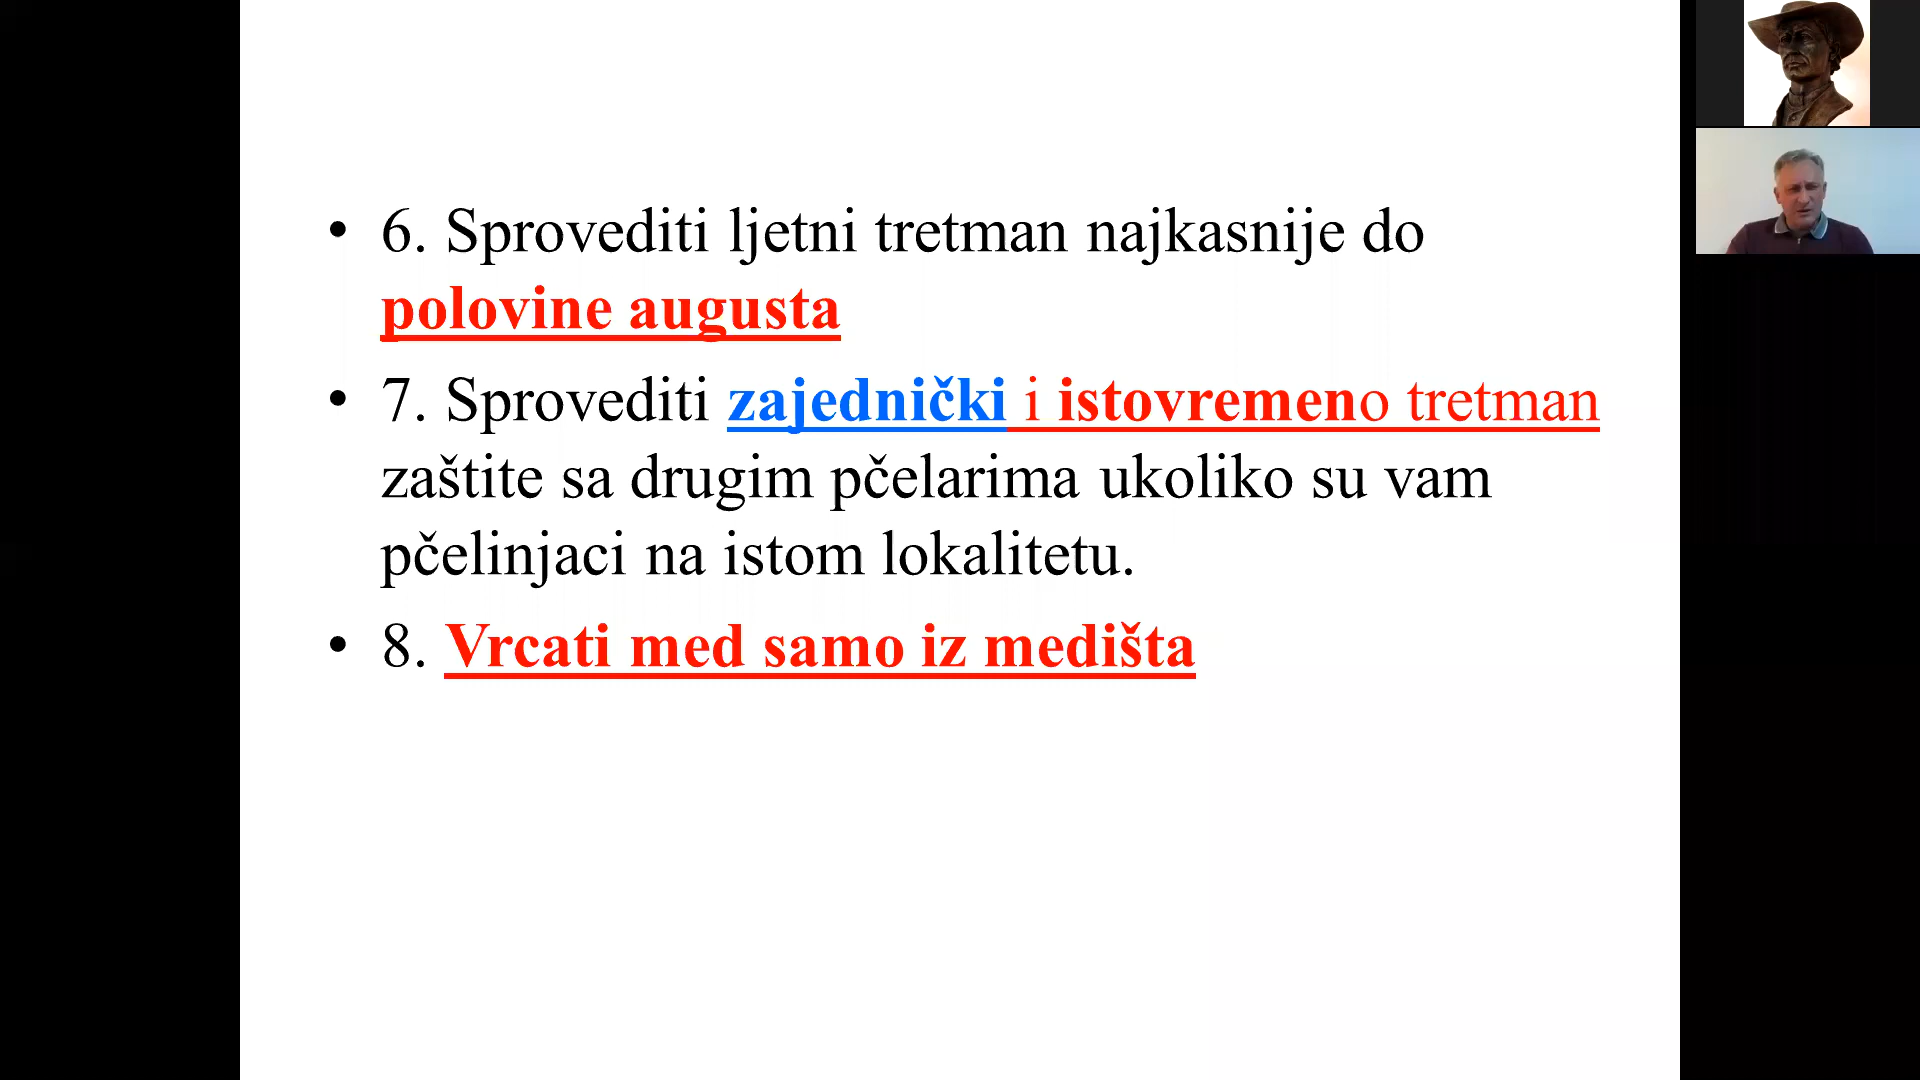 • 6. Sprovediti ljetni tretman najkasnije do
polovine augusta
• 7. Sprovediti zajednički i istovremeno tretman
zaštite sa drugim pčelarima ukoliko su vam
pčelinjaci na istom lokalitetu.
• 8. Vrcati med samo iz medišta